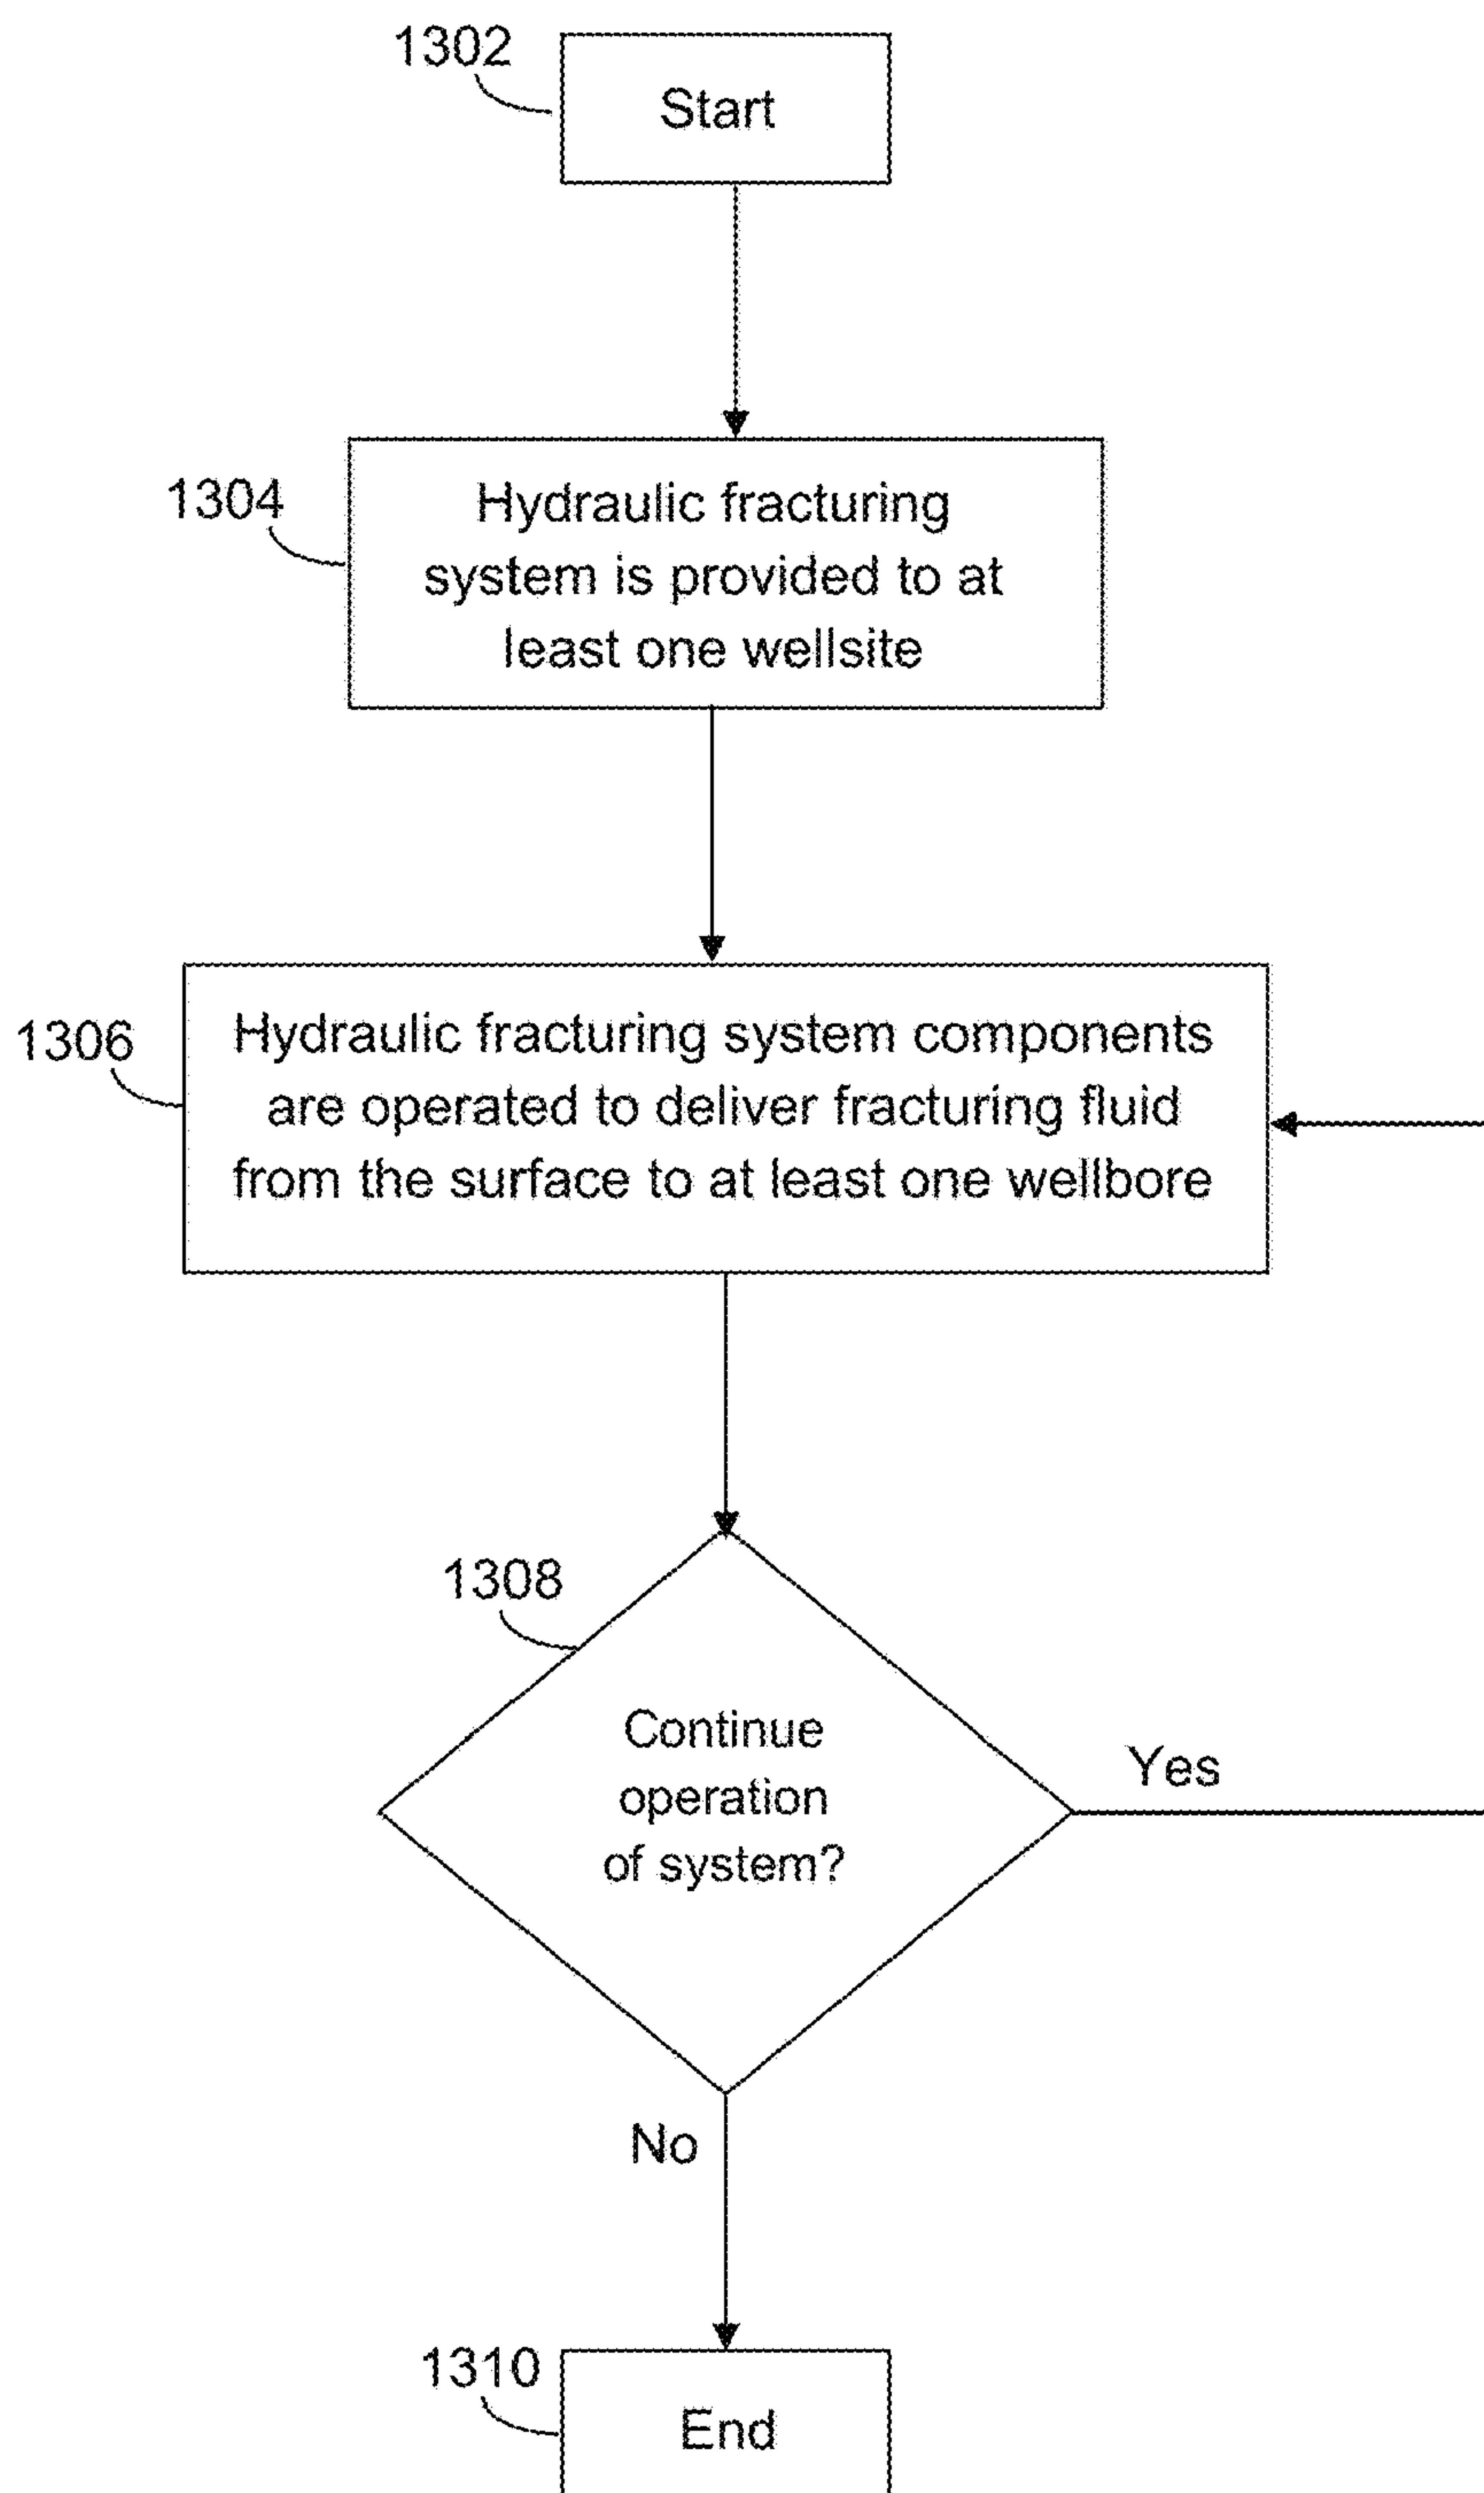 1302
Start
1304
Hydraulic fracturing
system is provided to at
least one wellsite
1306
Hydraulic fracturing system components
are operated to deliver fracturing fluid
from the surface to at least one wellbore
1308
Continue
operation
of system?
Yes
No
1310
End